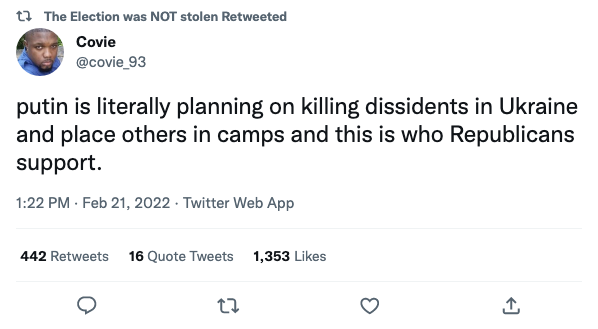 The Election was NOT stolen Retweeted
Covie
@covie_93
putin is literally planning on killing dissidents in Ukraine
and place others in camps and this is who Republicans
support.
1:22 PM · Feb 21, 2022 · Twitter Web App
442 Retweets 16 Quote Tweets 1,353 Likes